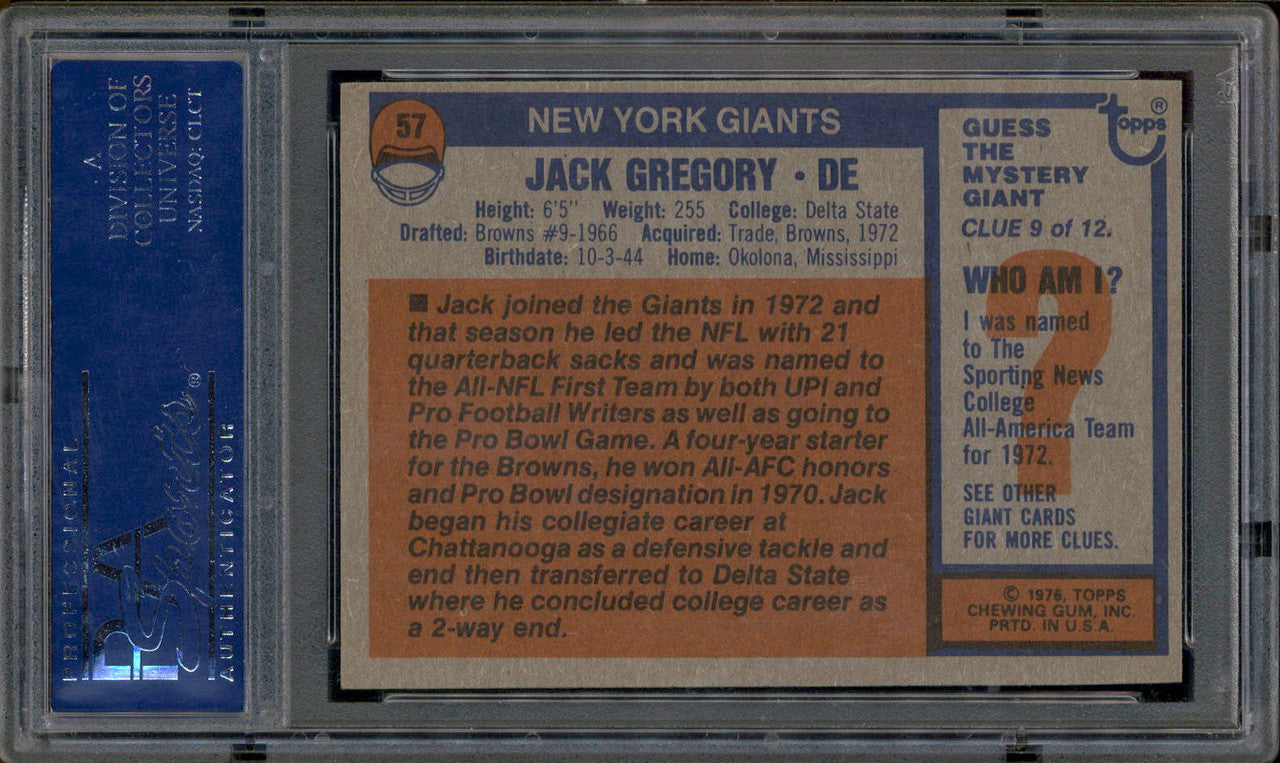 A
DIVISION OF
COLLECTORS
UNIVERSE
NASDAQ: CLCT
PROFESSIONAL
PSA
Sports
AUTHENTICATOR
57
NEW YORK GIANTS
JACK GREGORY • DE
Height: 6'5" Weight: 255 College: Delta State
Drafted: Browns #9-1966 Acquired: Trade, Browns, 1972
Birthdate: 10-3-44 Home: Okolona, Mississippi
■ Jack joined the Giants in 1972 and
that season he led the NFL with 21
quarterback sacks and was named to
the All-NFL First Team by both UPI and
Pro Football Writers as well as going to
the Pro Bowl Game. A four-year starter
for the Browns, he won All-AFC honors
and Pro Bowl designation in 1970. Jack
began his collegiate career at
Chattanooga as a defensive tackle and
end then transferred to Delta State
where he concluded college career as
a 2-way end.
topps®
GUESS
THE
MYSTERY
GIANT
CLUE 9 of 12.
WHO AM I?
?
I was named
to The
Sporting News
College
All-America Team
for 1972.
SEE OTHER
GIANT CARDS
FOR MORE CLUES.
© 1976, TOPPS
CHEWING GUM, INC.
PRTD. IN U.S.A.